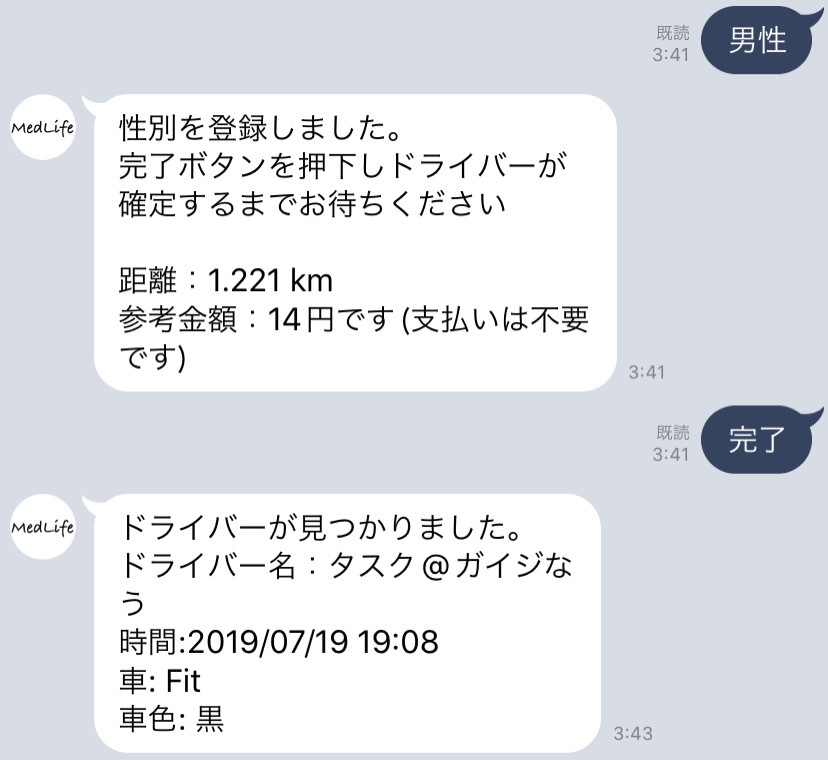 既読
3:41
男性
MedLife
性別を登録しました。
完了ボタンを押下しドライバーが
確定するまでお待ちください
距離：1.221 km
参考金額：14円です(支払いは不要
です)
3:41
既読
3:41
完了
MedLife
ドライバーが見つかりました。
ドライバー名：タスク@ガイジな
う
時間:2019/07/19 19:08
車: Fit
車色: 黒
3:43